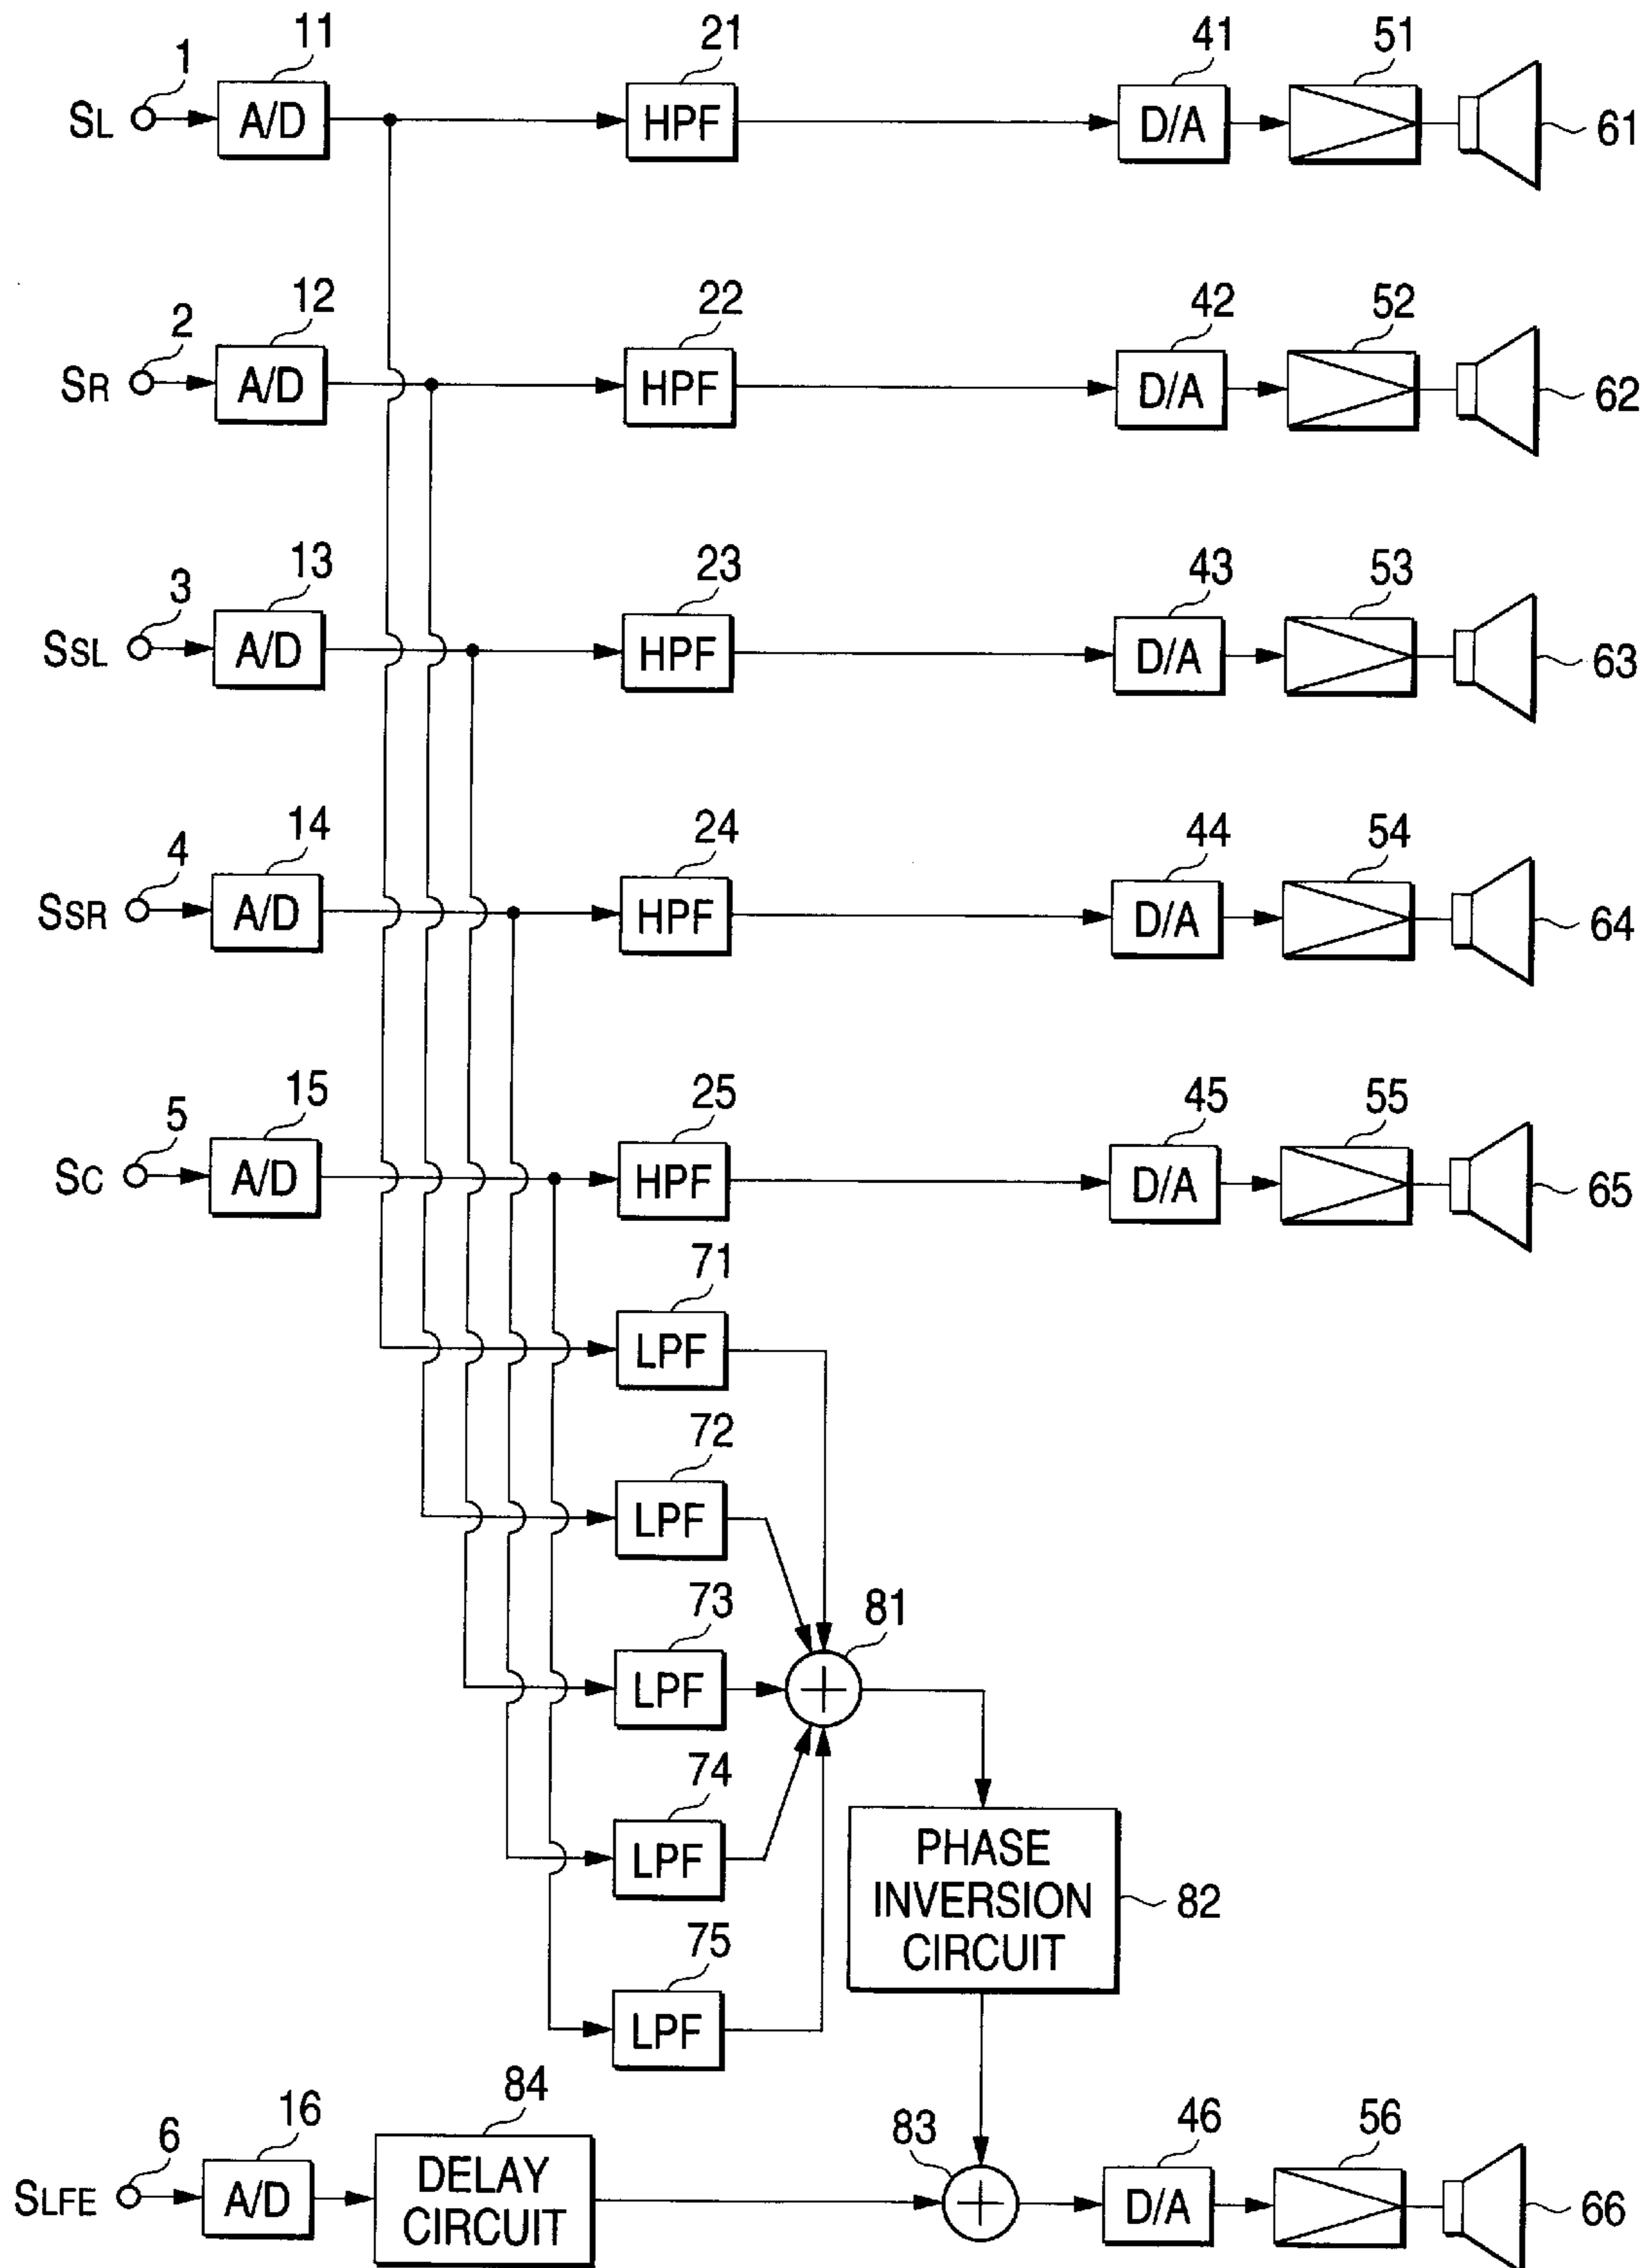 11 21 41 51
1
SL A/D HPF D/A 61
12 22 42 52
2
SR A/D HPF D/A 62
13 23 43 53
3
SSL A/D HPF D/A 63
14 24 44 54
4
SSR A/D HPF D/A 64
15 25 45 55
5
SC A/D HPF D/A 65
71
LPF
72
LPF
73 81
LPF +
74
LPF
PHASE
INVERSION
CIRCUIT
82
75
LPF
84
6 16 83 46 56
SLFE A/D DELAY
CIRCUIT
+ D/A 66